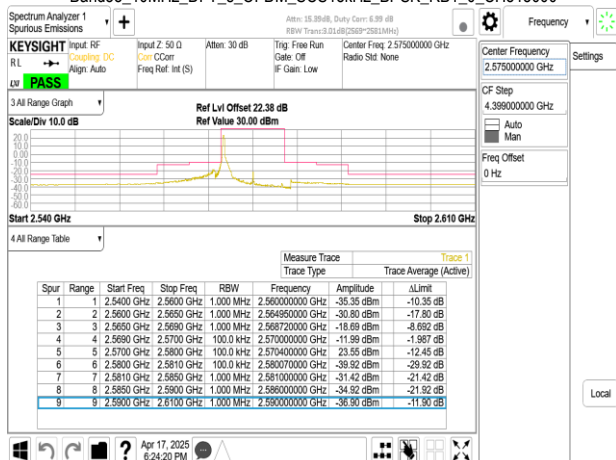 Spectrum Analyzer 1
Spurious Emissions
Attn: 15.39dB, Duty Corr: 6.99 dB
RBW Trans:3.01dB(2569~2581MHz)
Frequency
KEYSIGHT Input: RF Input Z: 50 Ω Atten: 30 dB Trig: Free Run Center Freq: 2.575000000 GHz
RL Coupling: DC Corr CCorr Gate: Off Radio Std: None
Align: Auto Freq Ref: Int (S) IF Gain: Low
LXI PASS
Center Frequency
2.575000000 GHz
Settings
CF Step
4.399000000 GHz
Auto
Man
Freq Offset
0 Hz
3 All Range Graph
Ref Lvl Offset 22.38 dB
Scale/Div 10.0 dB Ref Value 30.00 dBm
20.0
10.0
0.00
-10.0
-20.0
-30.0
-40.0
-50.0
-60.0
Start 2.540 GHz Stop 2.610 GHz
4 All Range Table
Measure Trace Trace 1
Trace Type Trace Average (Active)
Spur Range Start Freq Stop Freq RBW Frequency Amplitude ΔLimit
1 1 2.5400 GHz 2.5600 GHz 1.000 MHz 2.560000000 GHz -35.35 dBm -10.35 dB
2 2 2.5600 GHz 2.5650 GHz 1.000 MHz 2.564950000 GHz -30.80 dBm -17.80 dB
3 3 2.5650 GHz 2.5690 GHz 1.000 MHz 2.568720000 GHz -18.69 dBm -8.692 dB
4 4 2.5690 GHz 2.5700 GHz 100.0 kHz 2.570000000 GHz -11.99 dBm -1.987 dB
5 5 2.5700 GHz 2.5800 GHz 100.0 kHz 2.570400000 GHz 23.55 dBm -12.45 dB
6 6 2.5800 GHz 2.5810 GHz 100.0 kHz 2.580070000 GHz -39.92 dBm -29.92 dB
7 7 2.5810 GHz 2.5850 GHz 1.000 MHz 2.581000000 GHz -31.42 dBm -21.42 dB
8 8 2.5850 GHz 2.5900 GHz 1.000 MHz 2.586000000 GHz -34.92 dBm -21.92 dB
9 9 2.5900 GHz 2.6100 GHz 1.000 MHz 2.590000000 GHz -36.90 dBm -11.90 dB
Local
Apr 17, 2025
6:24:20 PM